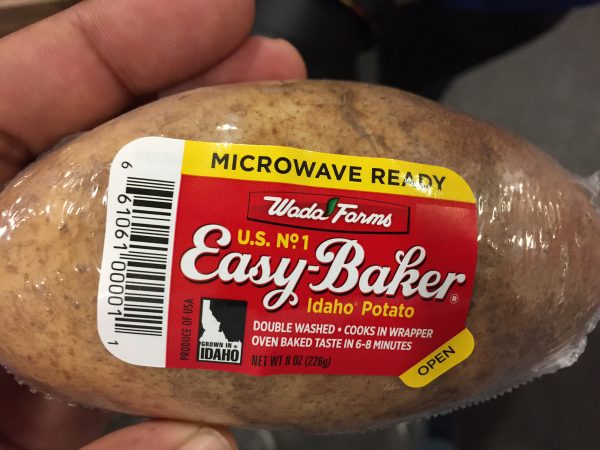 MICROWAVE READY
Wada Farms
U.S. Nº1
Easy-Baker®
Idaho® Potato
DOUBLE WASHED • COOKS IN WRAPPER
OVEN BAKED TASTE IN 6-8 MINUTES
NET WT 8 OZ (226g)
OPEN
PRODUCE OF USA
GROWN IN
IDAHO
6 61061 00001 1